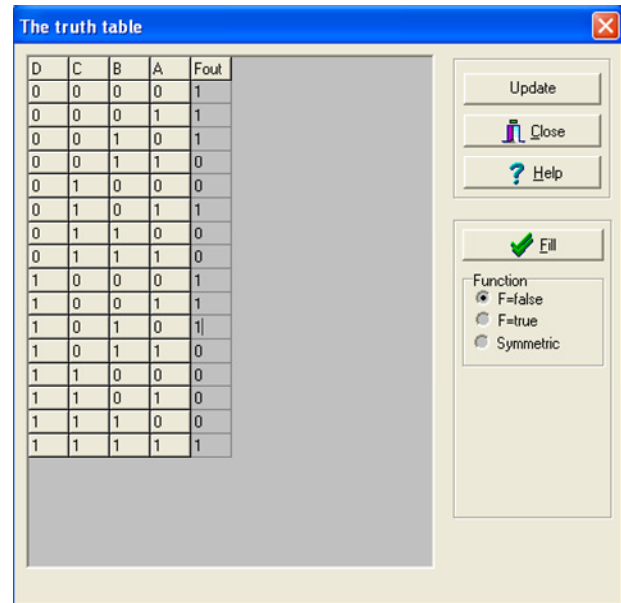 The truth table
D C B A Fout
0 0 0 0 1
0 0 0 1 1
0 0 1 0 1
0 0 1 1 0
0 1 0 0 0
0 1 0 1 1
0 1 1 0 0
0 1 1 1 0
1 0 0 0 1
1 0 0 1 1
1 0 1 0 1
1 0 1 1 0
1 1 0 0 0
1 1 0 1 0
1 1 1 0 0
1 1 1 1 1
Update
Close
? Help
Fill
Function
F=false
F=true
Symmetric